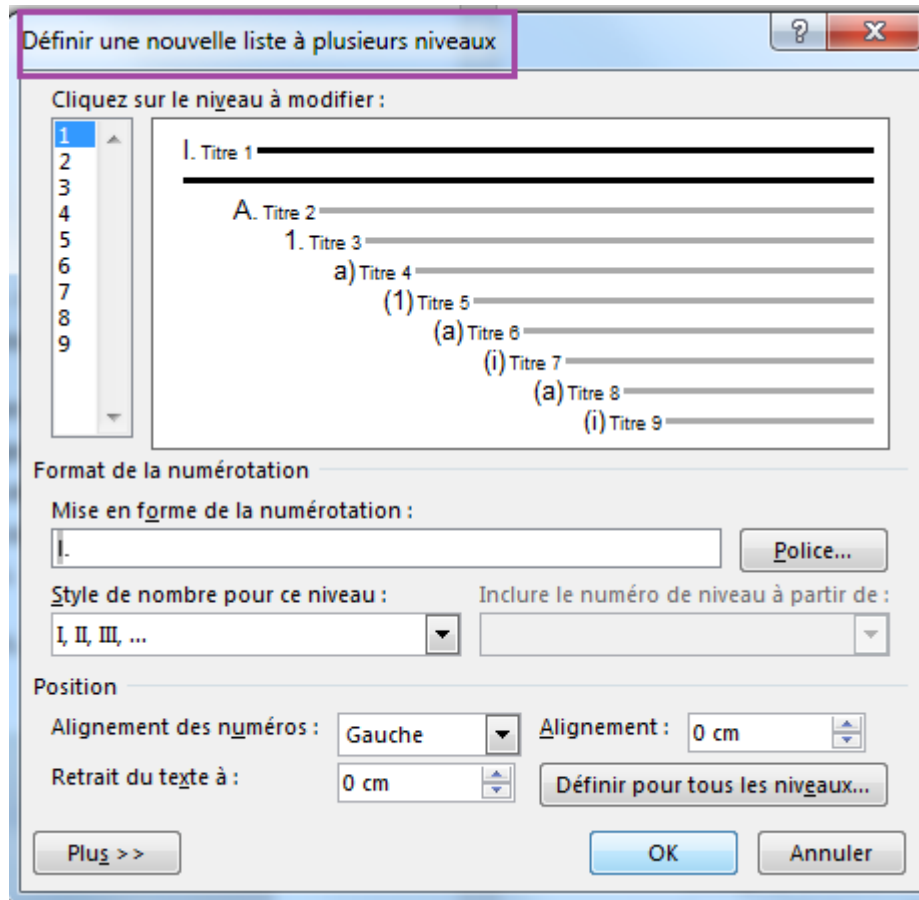 Définir une nouvelle liste à plusieurs niveaux
Cliquez sur le niveau à modifier :
1
2
3
4
5
6
7
8
9
I. Titre 1
A. Titre 2
1. Titre 3
a) Titre 4
(1) Titre 5
(a) Titre 6
(i) Titre 7
(a) Titre 8
(i) Titre 9
Format de la numérotation
Mise en forme de la numérotation :
I.
Police...
Style de nombre pour ce niveau :
Inclure le numéro de niveau à partir de :
I, II, III, ...
Position
Alignement des numéros :
Gauche
Alignement :
0 cm
Retrait du texte à :
0 cm
Définir pour tous les niveaux...
Plus >>
OK
Annuler